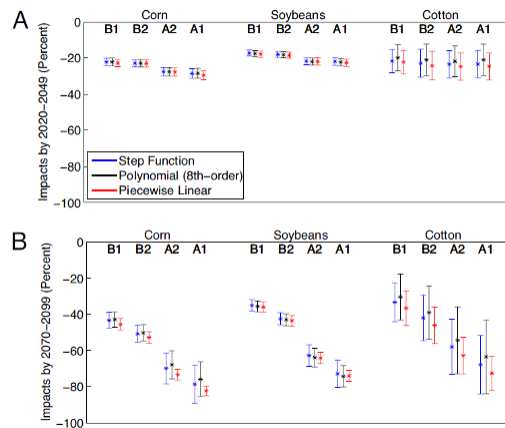 A
Corn Soybeans Cotton
B1 B2 A2 A1 B1 B2 A2 A1 B1 B2 A2 A1
Impacts by 2020–2049 (Percent)
0
−20
−40
−60
−80
−100
Step Function
Polynomial (8th-order)
Piecewise Linear
B
Corn Soybeans Cotton
B1 B2 A2 A1 B1 B2 A2 A1 B1 B2 A2 A1
Impacts by 2070–2099 (Percent)
0
−20
−40
−60
−80
−100